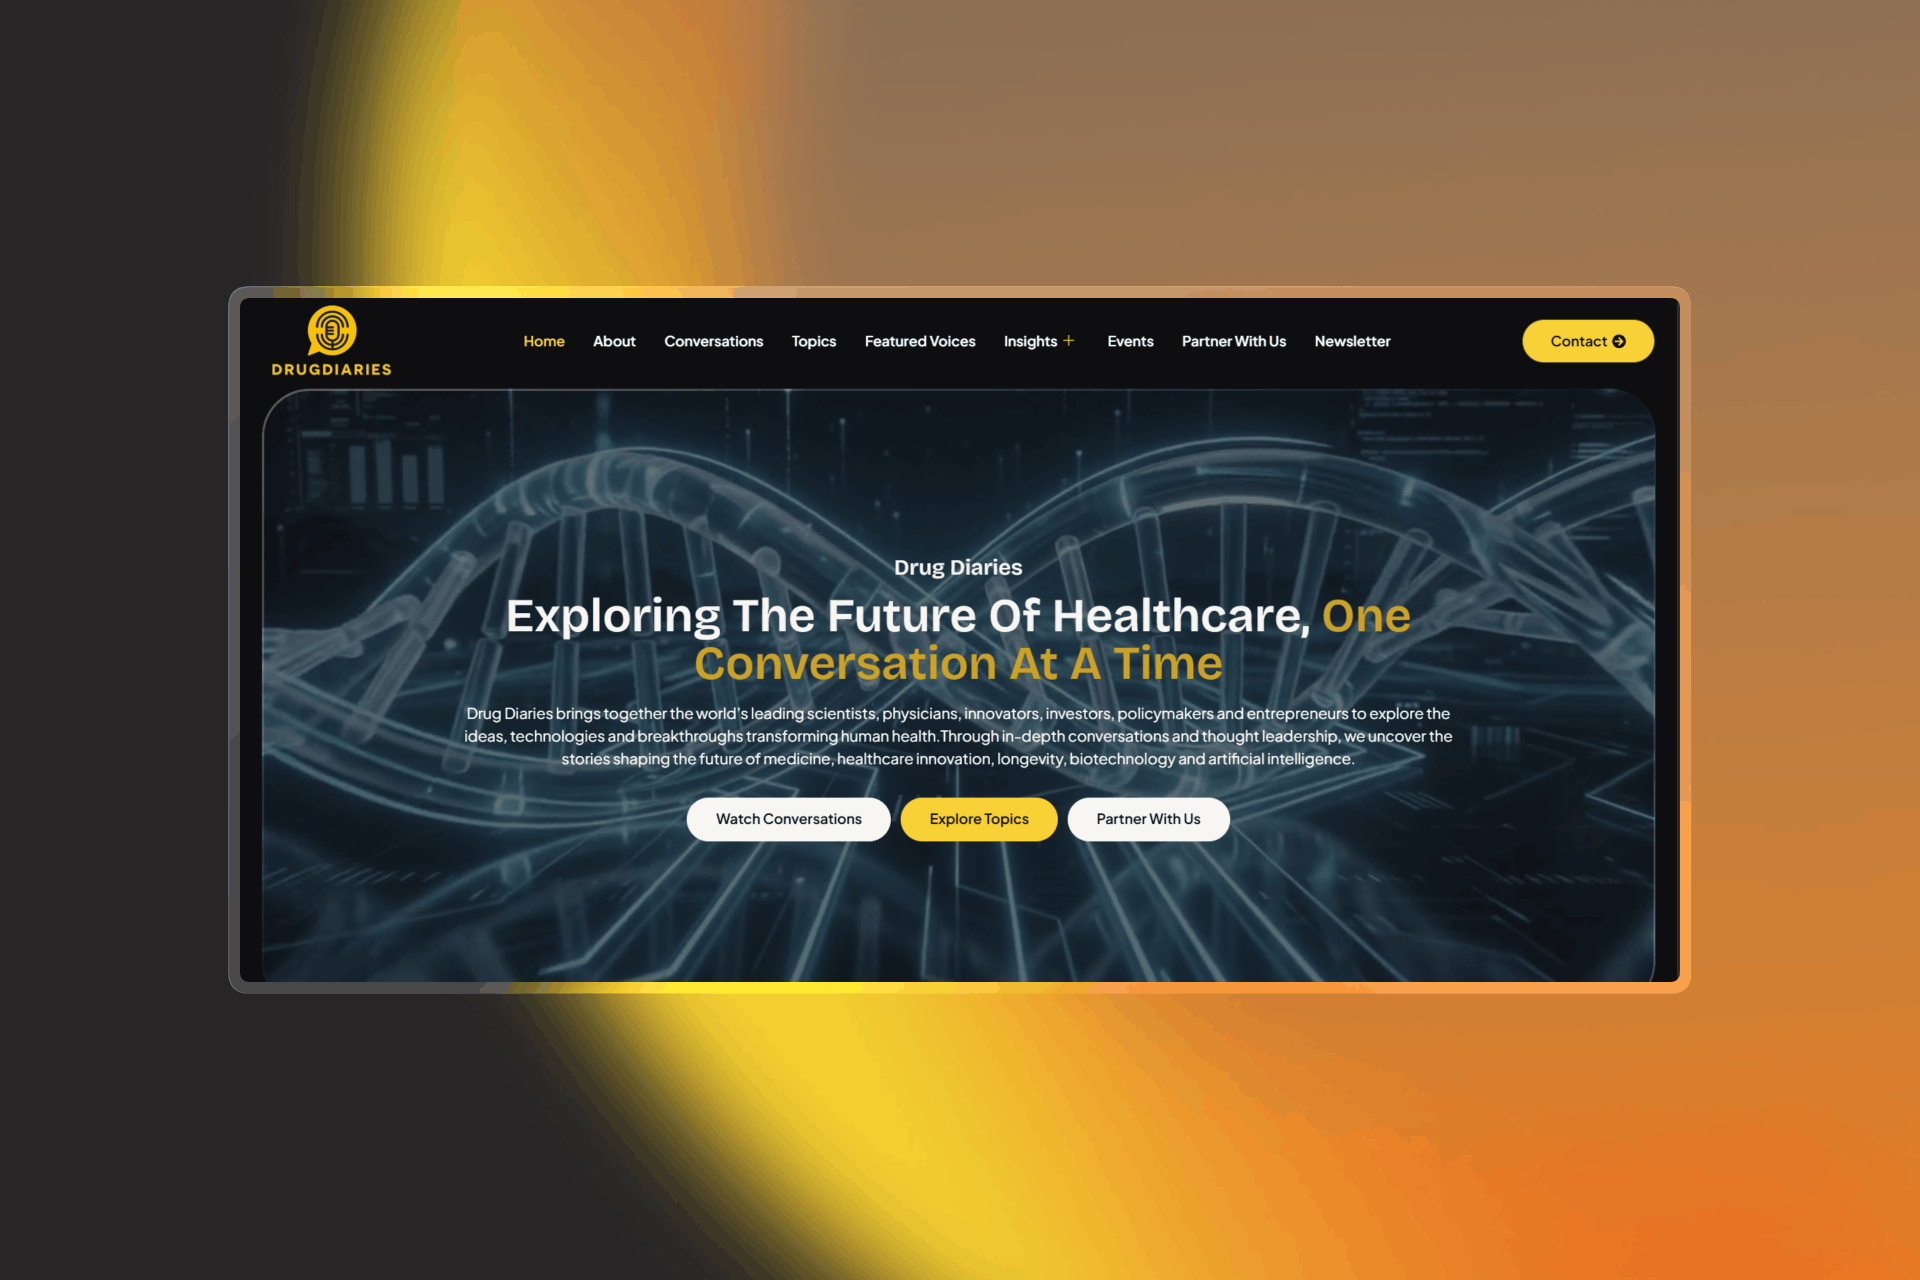 DRUGDIARIES
Home About Conversations Topics Featured Voices Insights + Events Partner With Us Newsletter
Contact
Drug Diaries
Exploring The Future Of Healthcare, One
Conversation At A Time
Drug Diaries brings together the world's leading scientists, physicians, innovators, investors, policymakers and entrepreneurs to explore the
ideas, technologies and breakthroughs transforming human health.Through in-depth conversations and thought leadership, we uncover the
stories shaping the future of medicine, healthcare innovation, longevity, biotechnology and artificial intelligence.
Watch Conversations Explore Topics Partner With Us